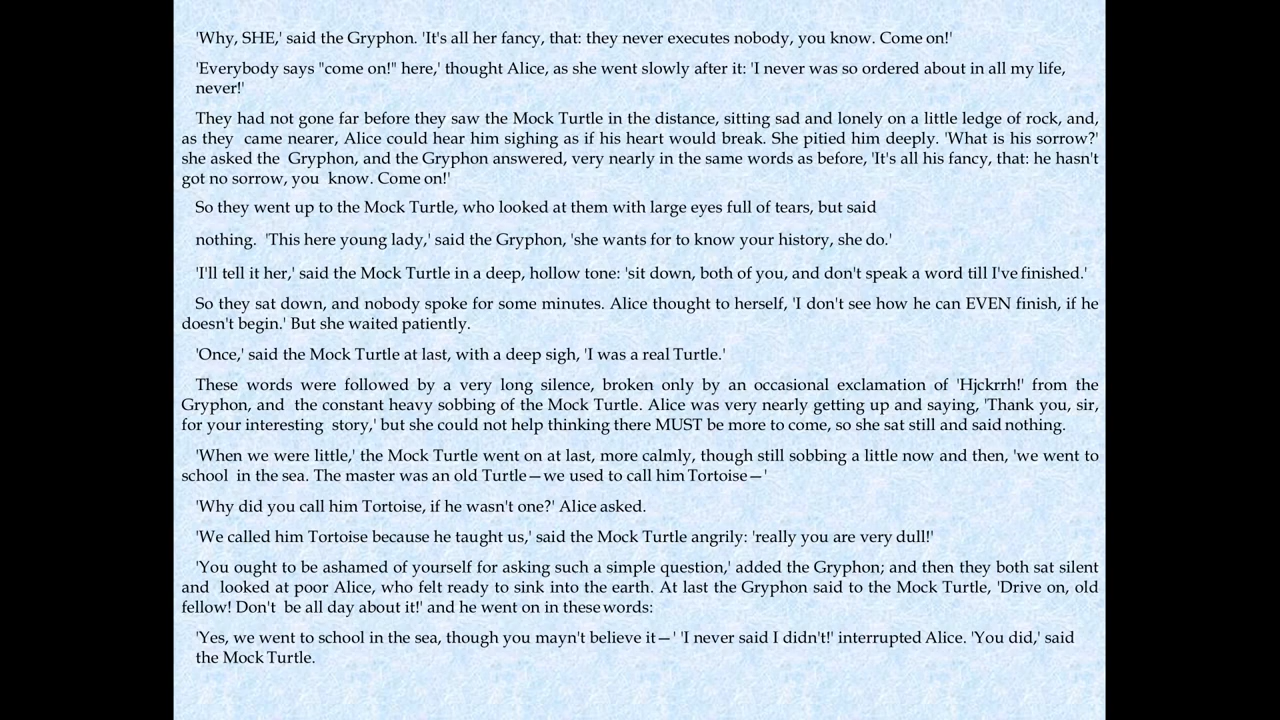 'Why, SHE,' said the Gryphon. 'It's all her fancy, that: they never executes nobody, you know. Come on!'
'Everybody says "come on!" here,' thought Alice, as she went slowly after it: 'I never was so ordered about in all my life,
never!'
They had not gone far before they saw the Mock Turtle in the distance, sitting sad and lonely on a little ledge of rock, and,
as they came nearer, Alice could hear him sighing as if his heart would break. She pitied him deeply. 'What is his sorrow?'
she asked the Gryphon, and the Gryphon answered, very nearly in the same words as before, 'It's all his fancy, that: he hasn't
got no sorrow, you know. Come on!'
So they went up to the Mock Turtle, who looked at them with large eyes full of tears, but said
nothing. 'This here young lady,' said the Gryphon, 'she wants for to know your history, she do.'
'I'll tell it her,' said the Mock Turtle in a deep, hollow tone: 'sit down, both of you, and don't speak a word till I've finished.'
So they sat down, and nobody spoke for some minutes. Alice thought to herself, 'I don't see how he can EVEN finish, if he
doesn't begin.' But she waited patiently.
'Once,' said the Mock Turtle at last, with a deep sigh, 'I was a real Turtle.'
These words were followed by a very long silence, broken only by an occasional exclamation of 'Hjckrrh!' from the
Gryphon, and the constant heavy sobbing of the Mock Turtle. Alice was very nearly getting up and saying, 'Thank you, sir,
for your interesting story,' but she could not help thinking there MUST be more to come, so she sat still and said nothing.
'When we were little,' the Mock Turtle went on at last, more calmly, though still sobbing a little now and then, 'we went to
school in the sea. The master was an old Turtle—we used to call him Tortoise—'
'Why did you call him Tortoise, if he wasn't one?' Alice asked.
'We called him Tortoise because he taught us,' said the Mock Turtle angrily: 'really you are very dull!'
'You ought to be ashamed of yourself for asking such a simple question,' added the Gryphon; and then they both sat silent
and looked at poor Alice, who felt ready to sink into the earth. At last the Gryphon said to the Mock Turtle, 'Drive on, old
fellow! Don't be all day about it!' and he went on in these words:
'Yes, we went to school in the sea, though you mayn't believe it—' 'I never said I didn't!' interrupted Alice. 'You did,' said
the Mock Turtle.